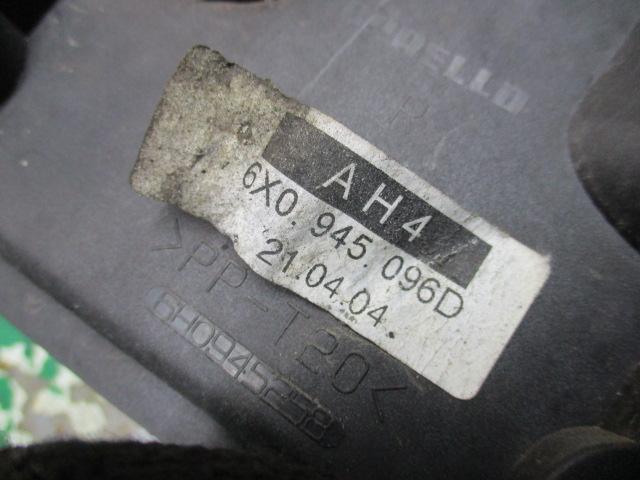 R
AH4
6X0. 945. 096D
21.04.04.
>PP-T20<
6H0945258